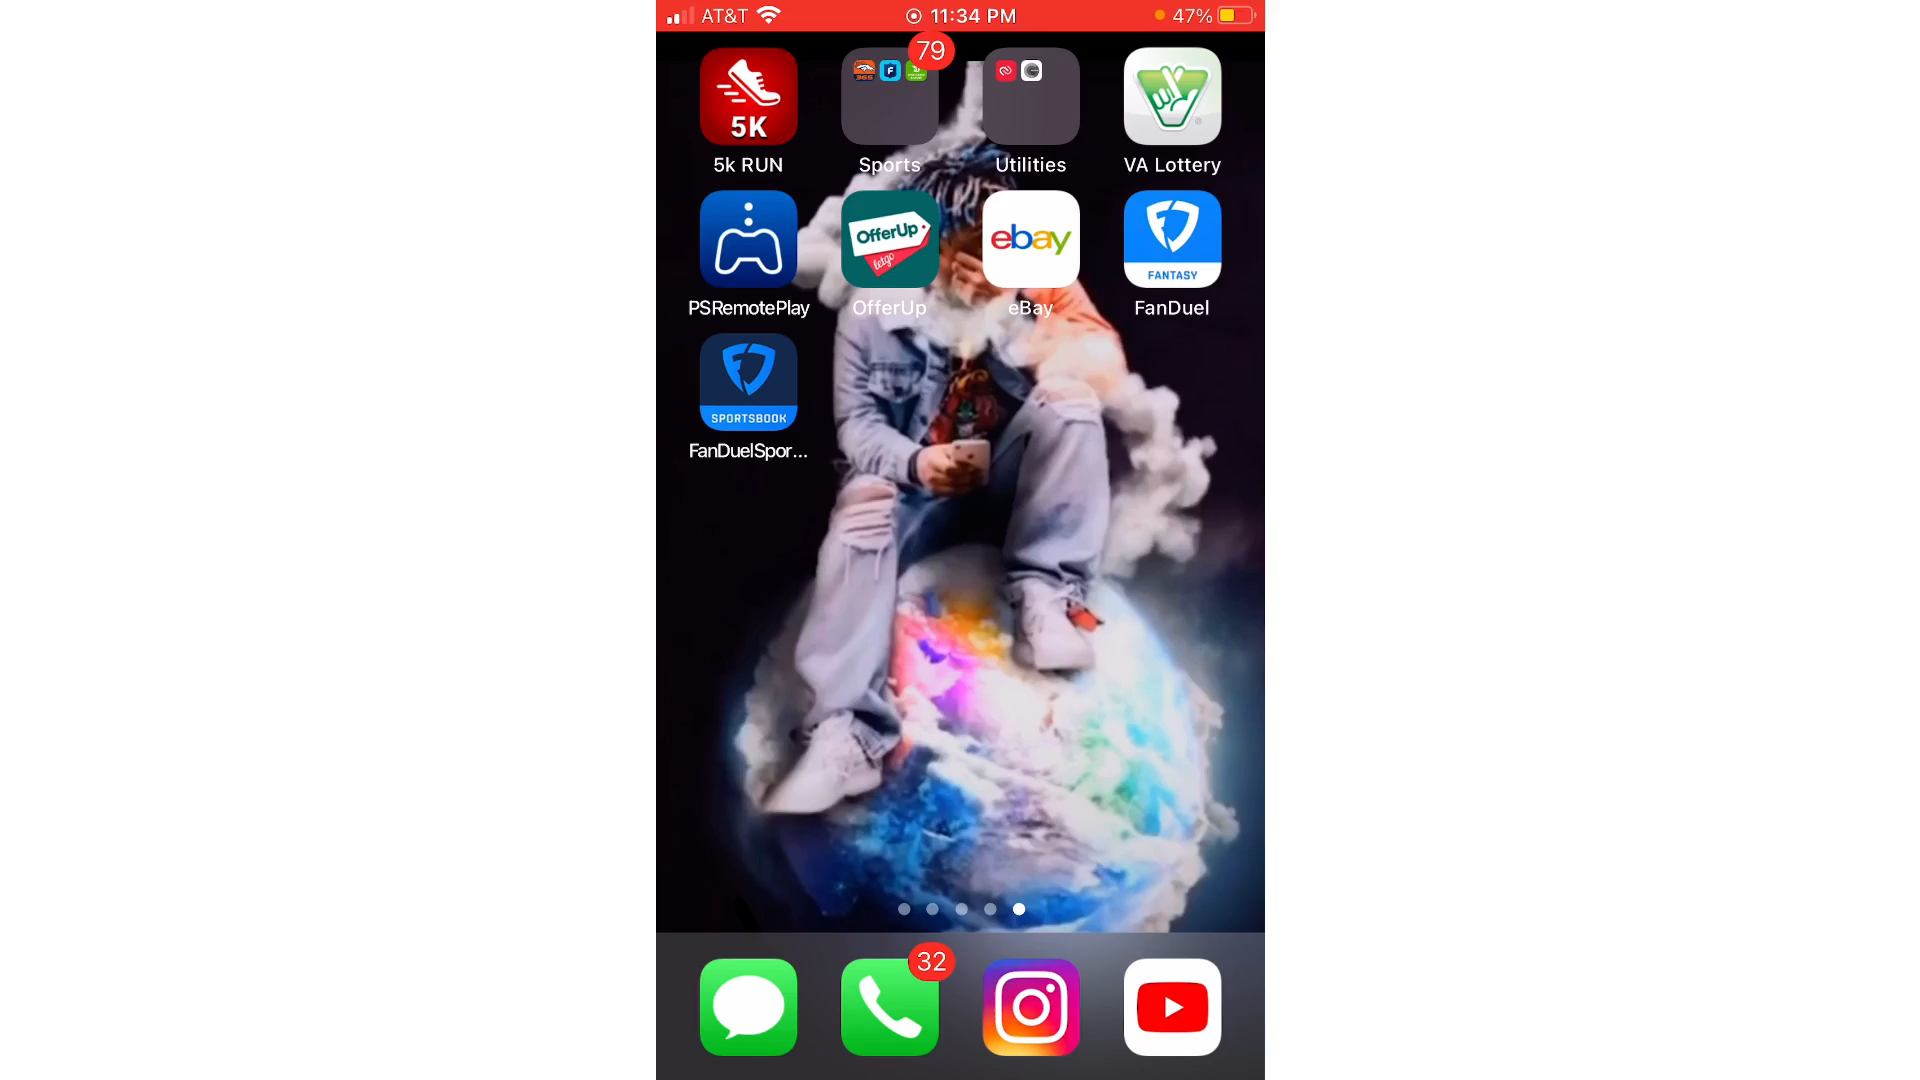 AT&T 11:34 PM 47%
79
5K
5k RUN Sports Utilities VA Lottery
OfferUp
letgo
ebay
FANTASY
PSRemotePlay OfferUp eBay FanDuel
SPORTSBOOK
FanDuelSpor...
32